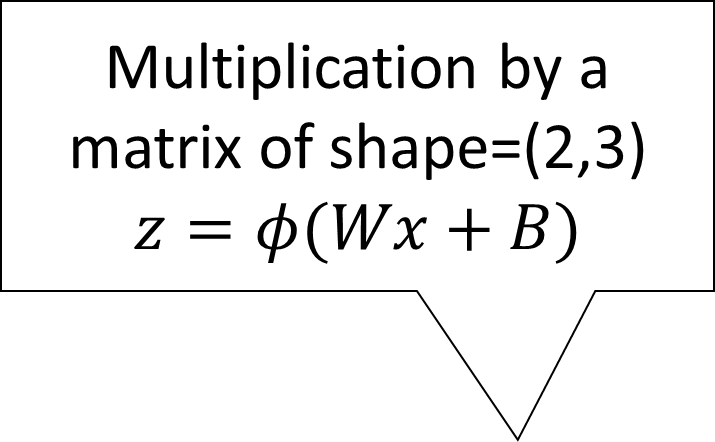 Multiplication by a
matrix of shape=(2,3)
𝑧 = 𝜙(𝑊𝑥 + 𝐵)